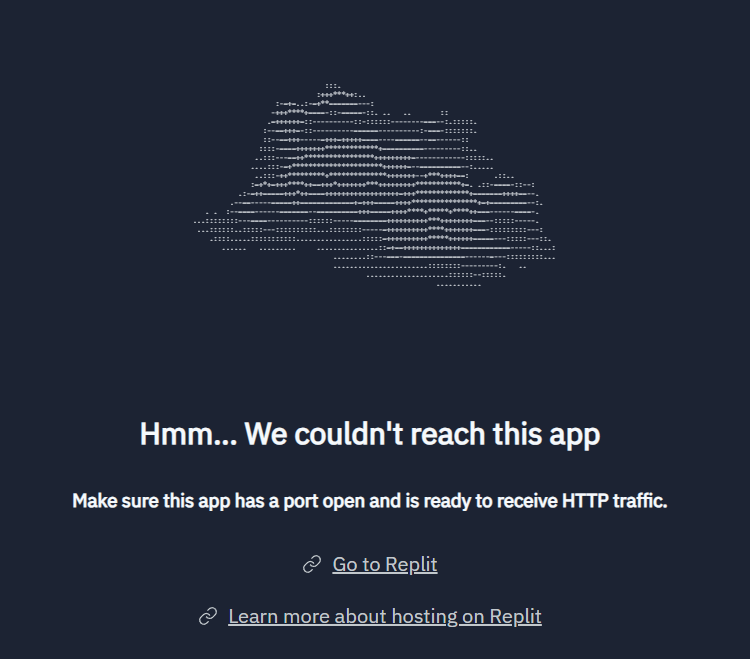 Hmm... We couldn't reach this app
Make sure this app has a port open and is ready to receive HTTP traffic.
Go to Replit
Learn more about hosting on Replit